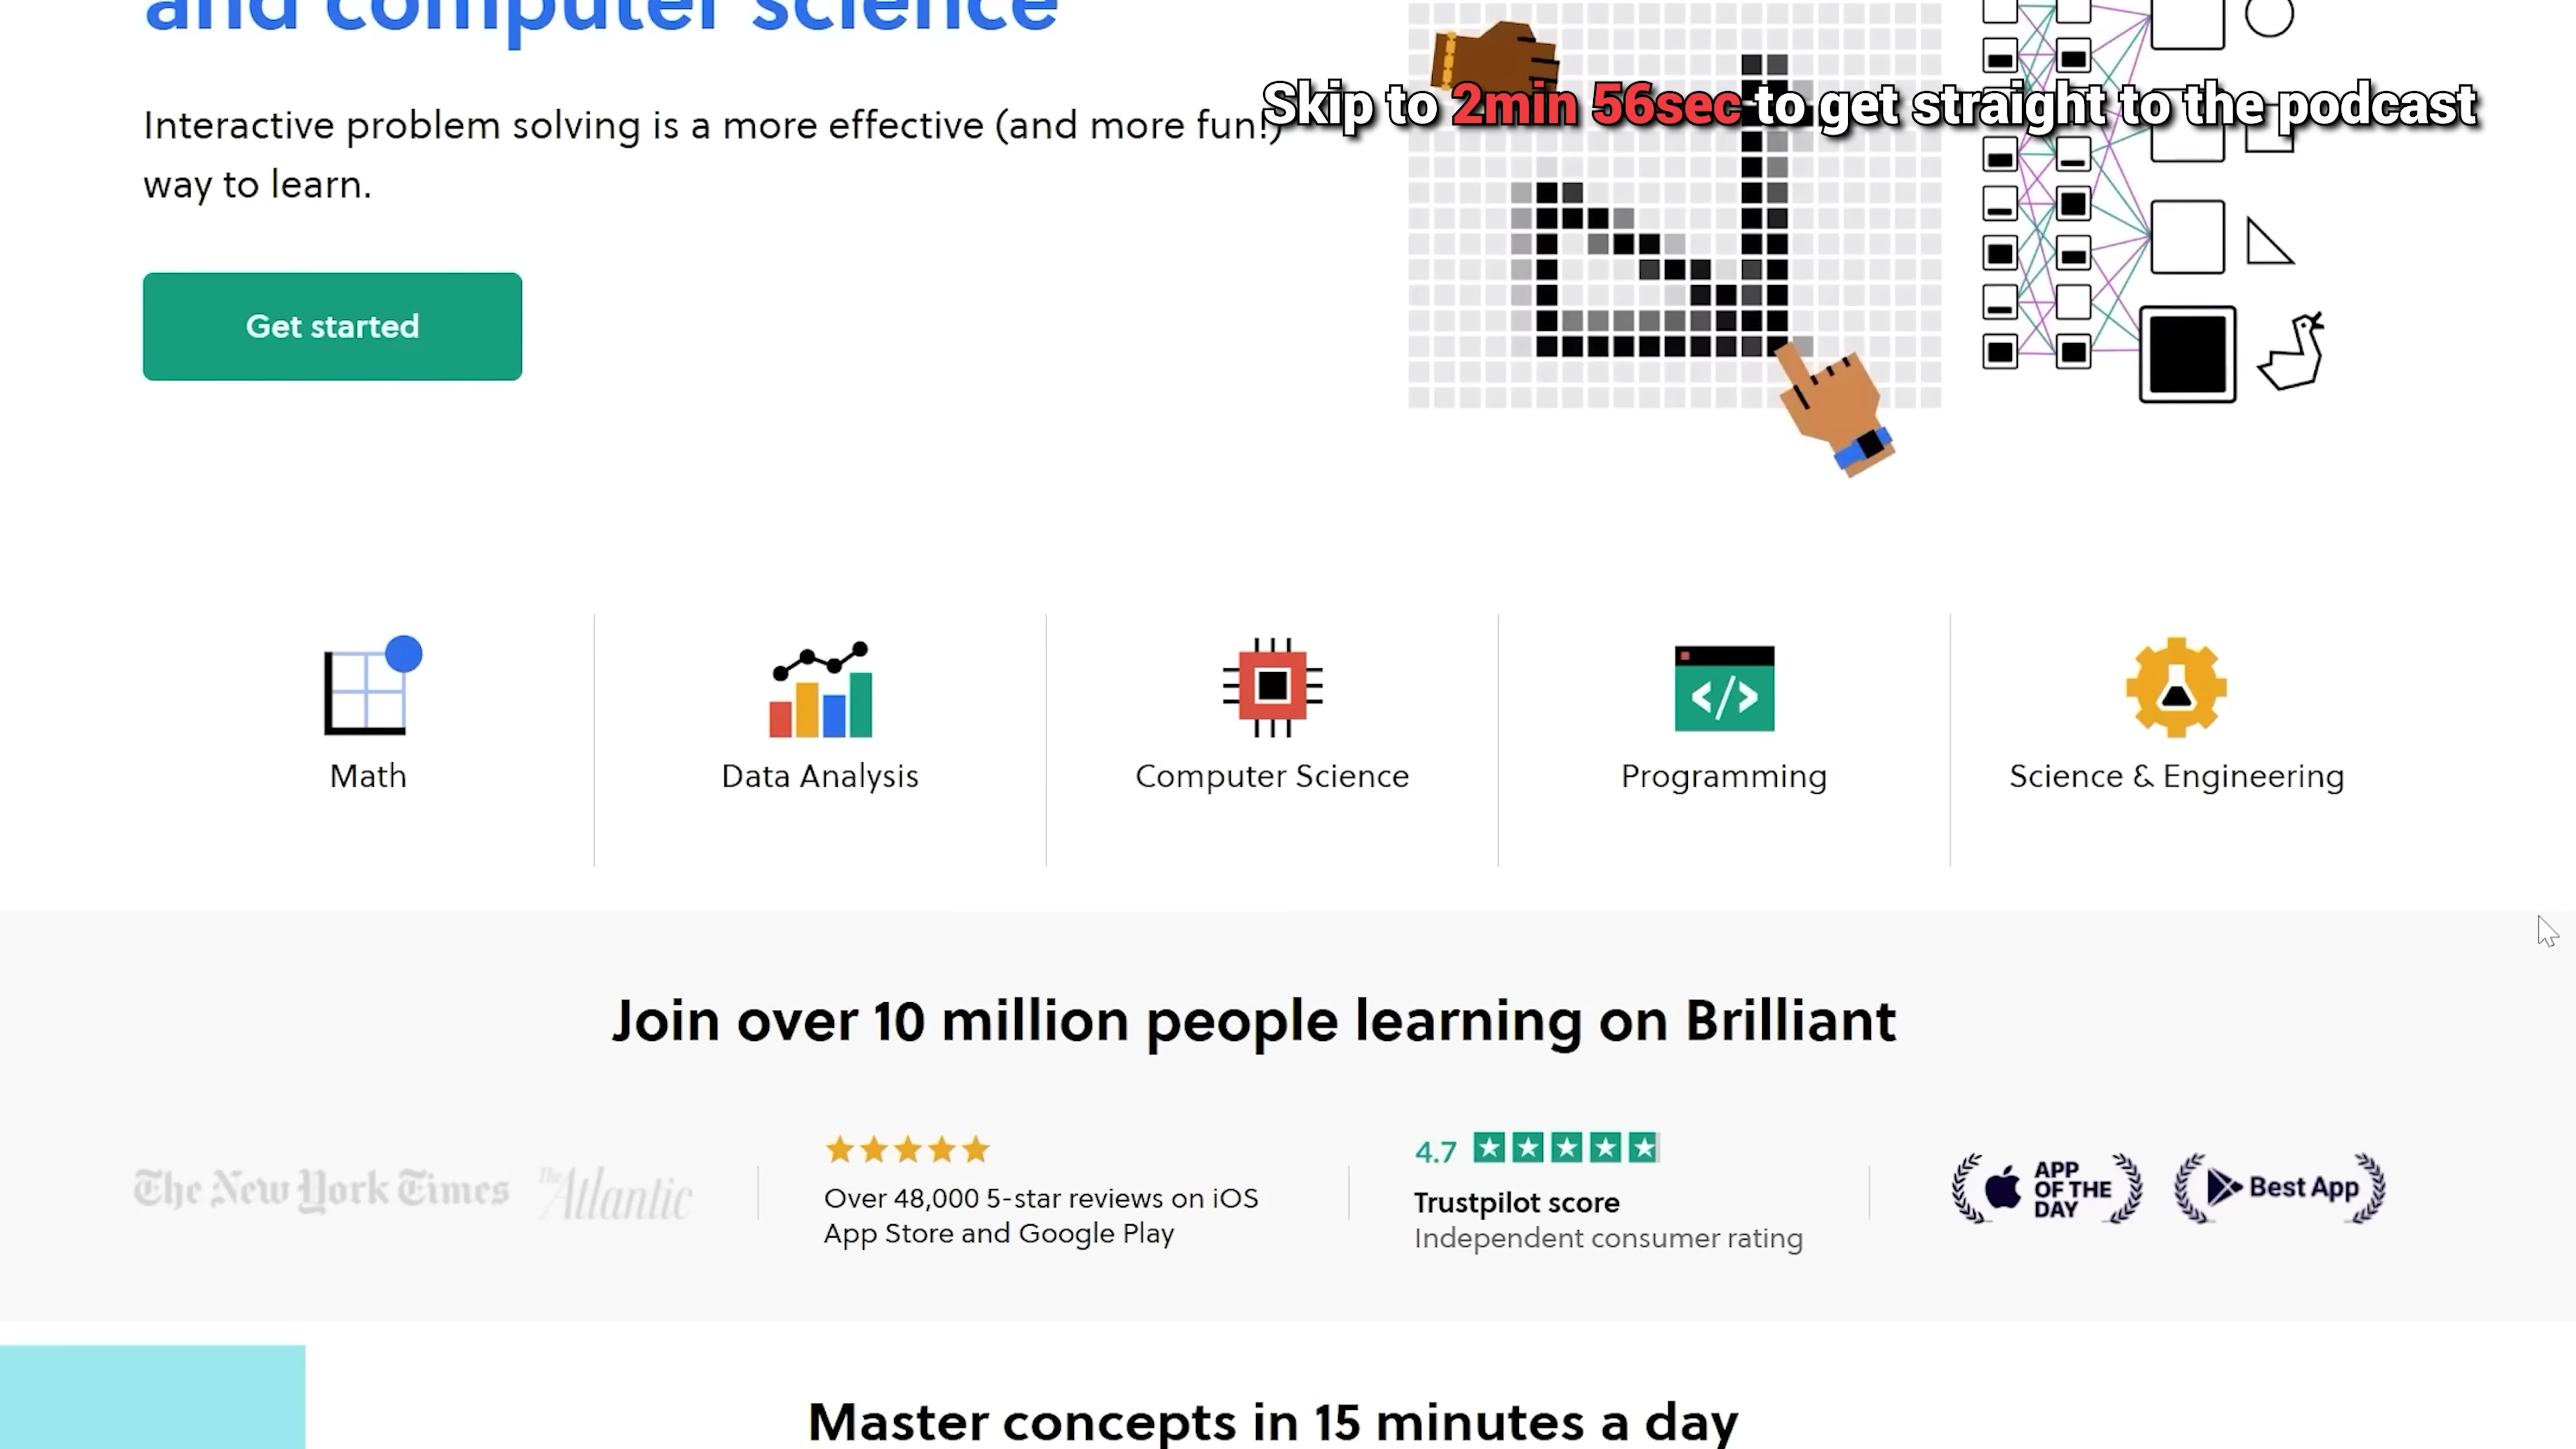 and computer science
Skip to 2min 56sec to get straight to the podcast
Interactive problem solving is a more effective (and more fun!)
way to learn.
Get started
Math
Data Analysis
Computer Science
</>
Programming
Science & Engineering
Join over 10 million people learning on Brilliant
The New York Times
The Atlantic
Over 48,000 5-star reviews on iOS
App Store and Google Play
4.7
Trustpilot score
Independent consumer rating
APP
OF THE
DAY
Best App
Master concepts in 15 minutes a day